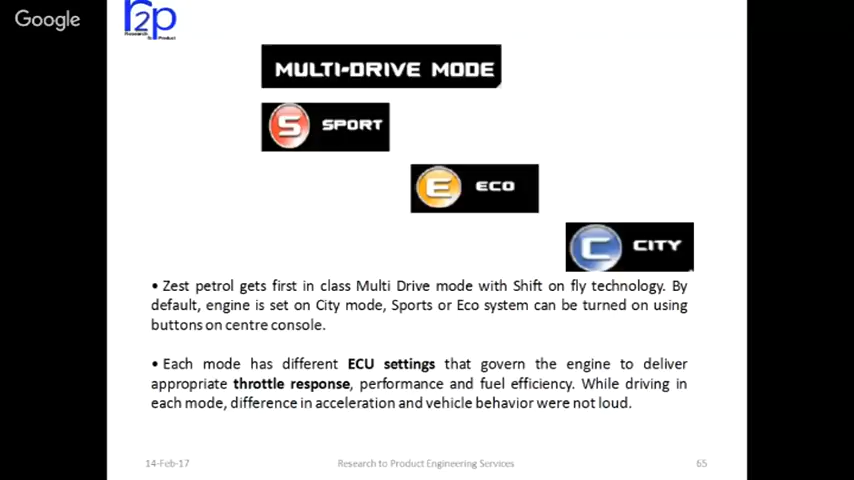 Google
r2p
Research
to Product
MULTI-DRIVE MODE
S SPORT
E ECO
C CITY
• Zest petrol gets first in class Multi Drive mode with Shift on fly technology. By
default, engine is set on City mode, Sports or Eco system can be turned on using
buttons on centre console.
• Each mode has different ECU settings that govern the engine to deliver
appropriate throttle response, performance and fuel efficiency. While driving in
each mode, difference in acceleration and vehicle behavior were not loud.
14-Feb-17
Research to Product Engineering Services
65